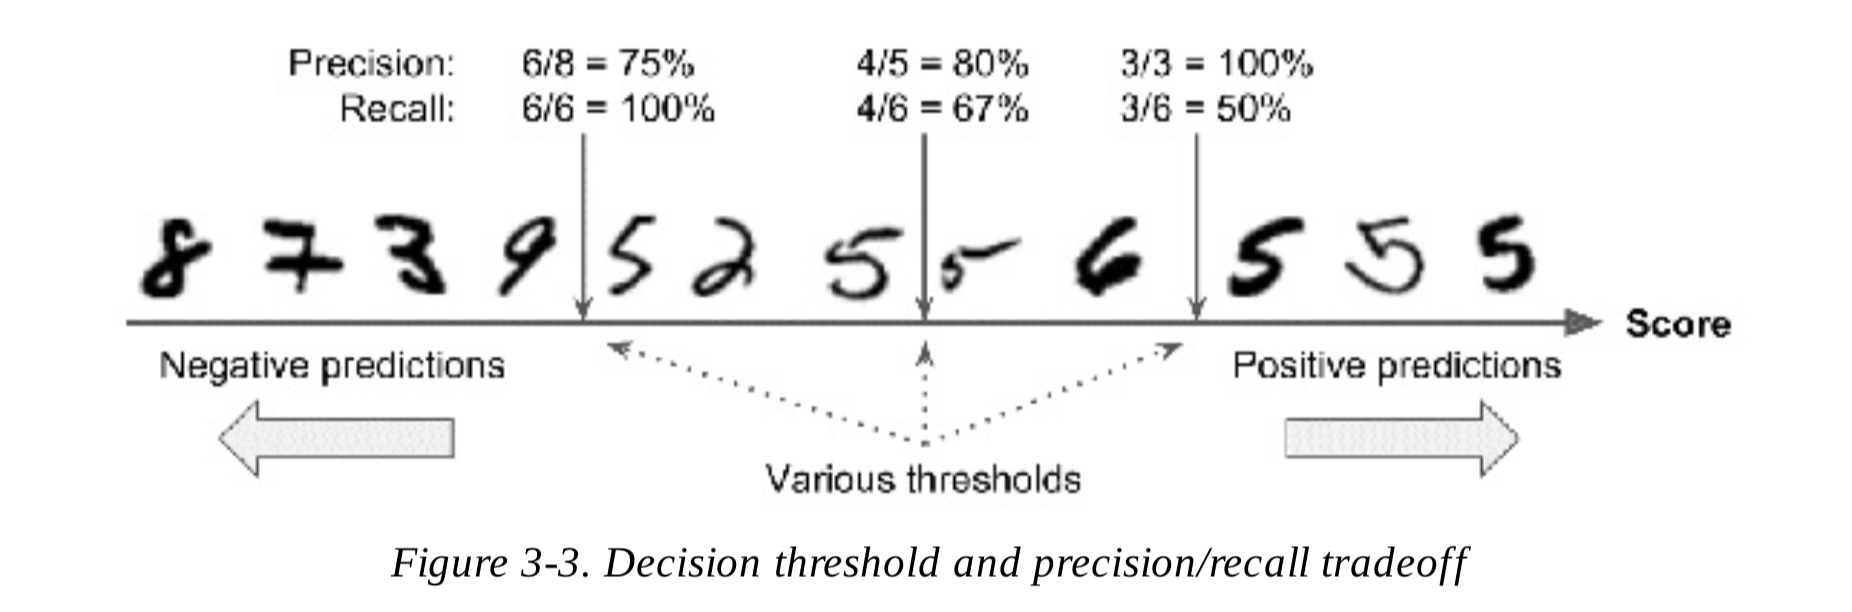 Precision: 6/8 = 75% 4/5 = 80% 3/3 = 100%
Recall: 6/6 = 100% 4/6 = 67% 3/6 = 50%
8 7 3 9 5 2 5 5 6 5 5 5
Score
Negative predictions Positive predictions
Various thresholds
Figure 3-3. Decision threshold and precision/recall tradeoff